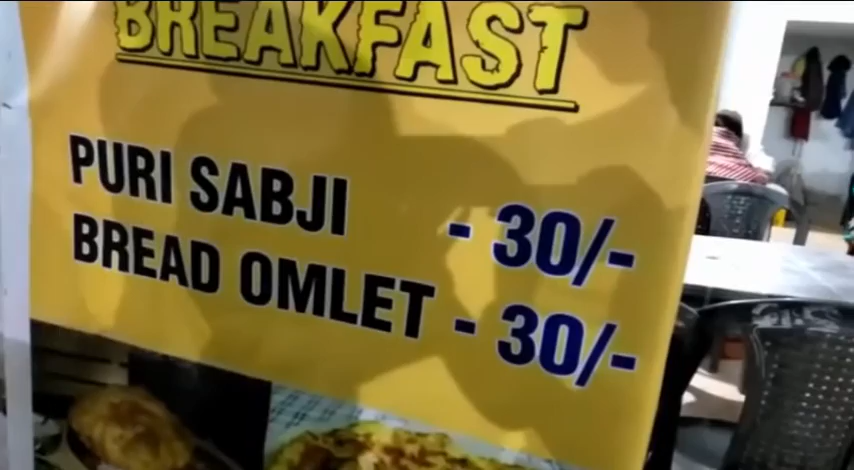 BREAKFAST
PURI SABJI - 30/-
BREAD OMLET - 30/-